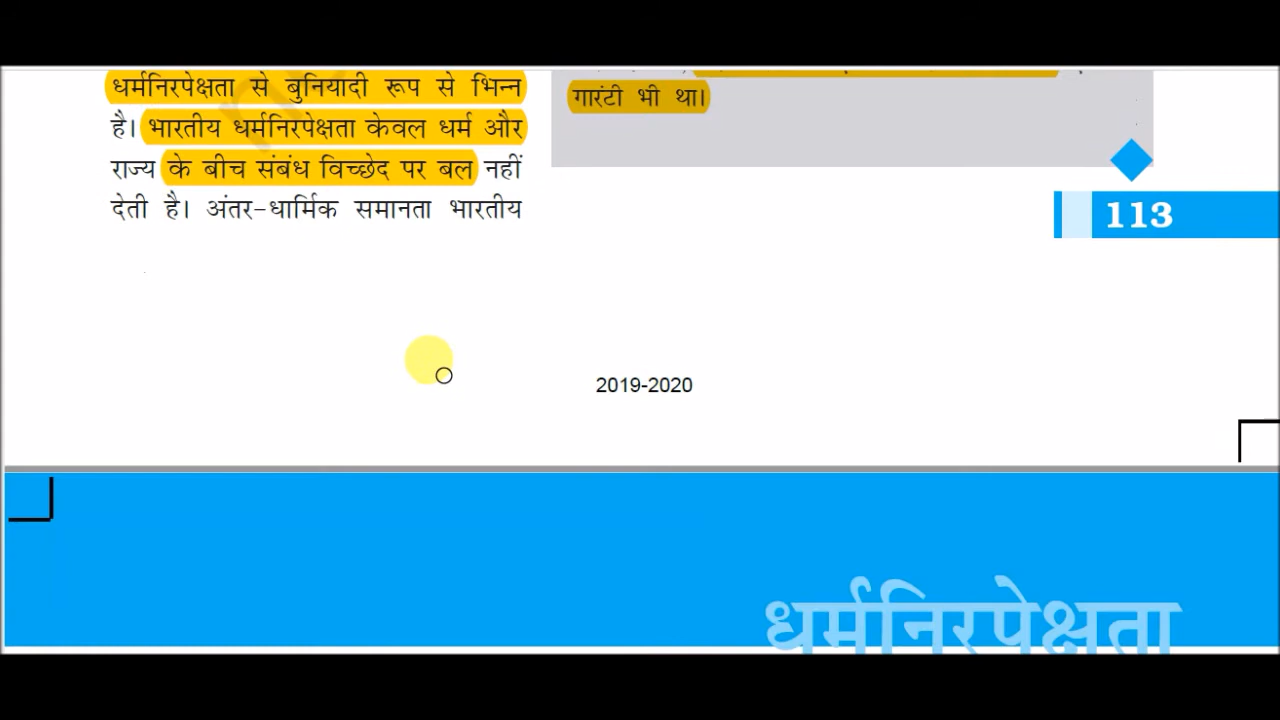 धर्मनिरपेक्षता से बुनियादी रूप से भिन्न
है। भारतीय धर्मनिरपेक्षता केवल धर्म और
राज्य के बीच संबंध विच्छेद पर बल नहीं
देती है। अंतर-धार्मिक समानता भारतीय
गारंटी भी था।
113
2019-2020
धर्मनिरपेक्षता